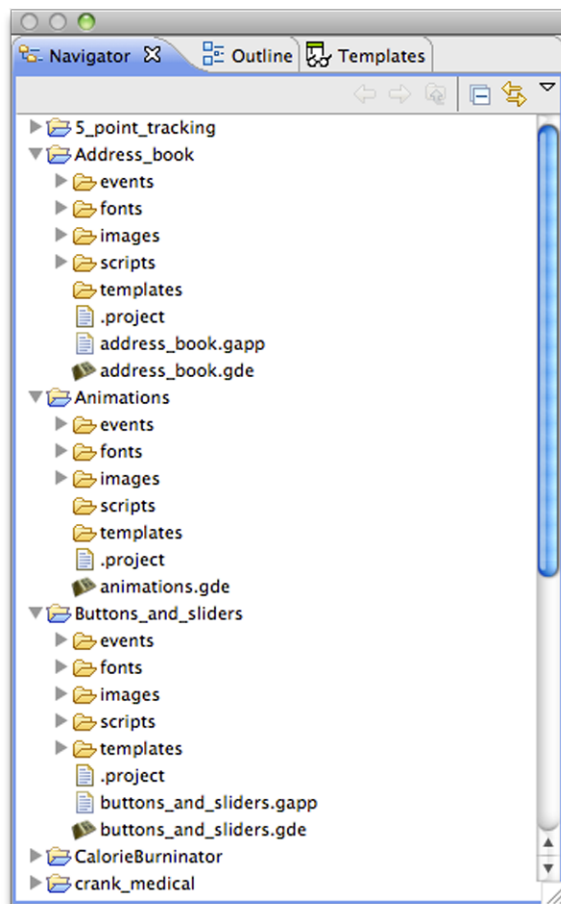 Navigator Outline Templates
5_point_tracking
Address_book
events
fonts
images
scripts
templates
.project
address_book.gapp
address_book.gde
Animations
events
fonts
images
scripts
templates
.project
animations.gde
Buttons_and_sliders
events
fonts
images
scripts
templates
.project
buttons_and_sliders.gapp
buttons_and_sliders.gde
CalorieBurninator
crank_medical